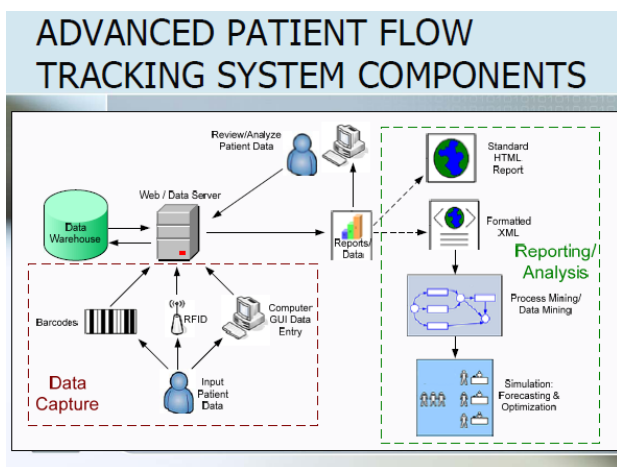 ADVANCED PATIENT FLOW
TRACKING SYSTEM COMPONENTS
Review/Analyze
Patient Data
Standard
HTML
Report
Web / Data Server
Data
Warehouse
Reports/
Data
Formatted
XML
Reporting/
Analysis
Barcodes
RFID
Computer
GUI Data
Entry
Process Mining/
Data Mining
Data
Capture
Input
Patient
Data
Simulation:
Forecasting &
Optimization